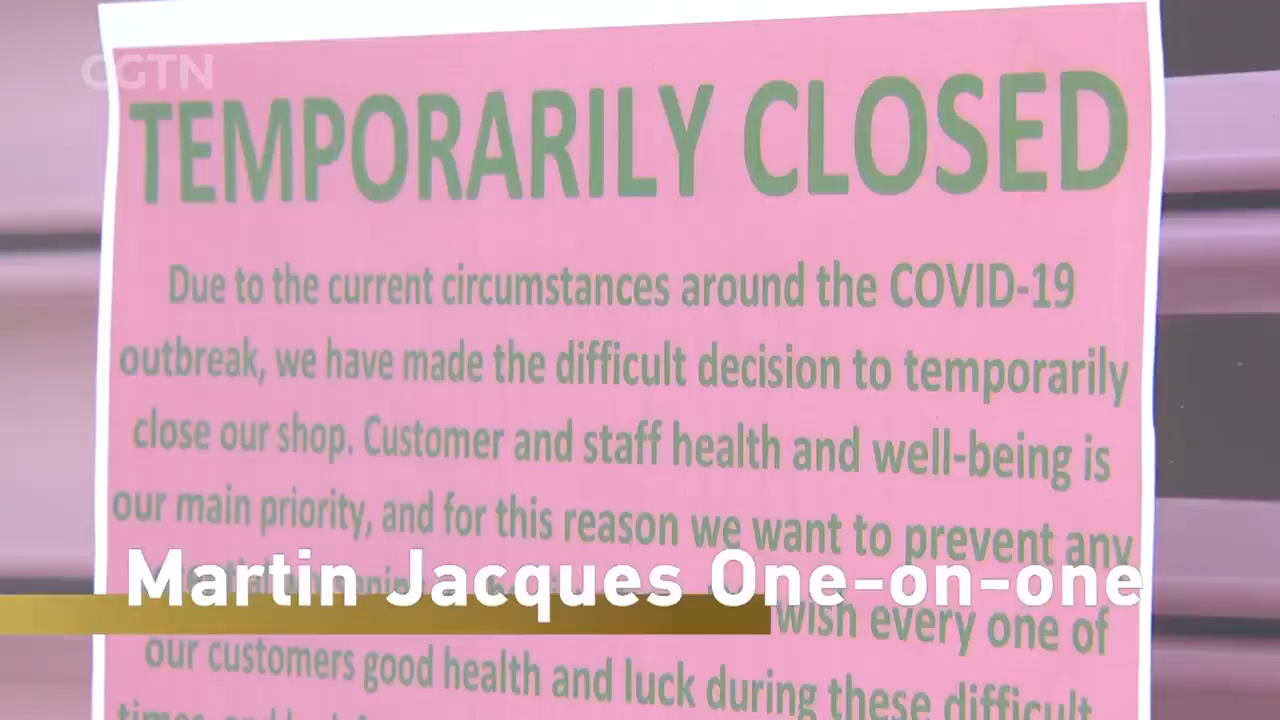 CGTN
TEMPORARILY CLOSED
Due to the current circumstances around the COVID-19
outbreak, we have made the difficult decision to temporarily
close our shop. Customer and staff health and well-being is
our main priority, and for this reason we want to prevent any
Martin Jacques One-on-one
wish every one of
our customers good health and luck during these difficult